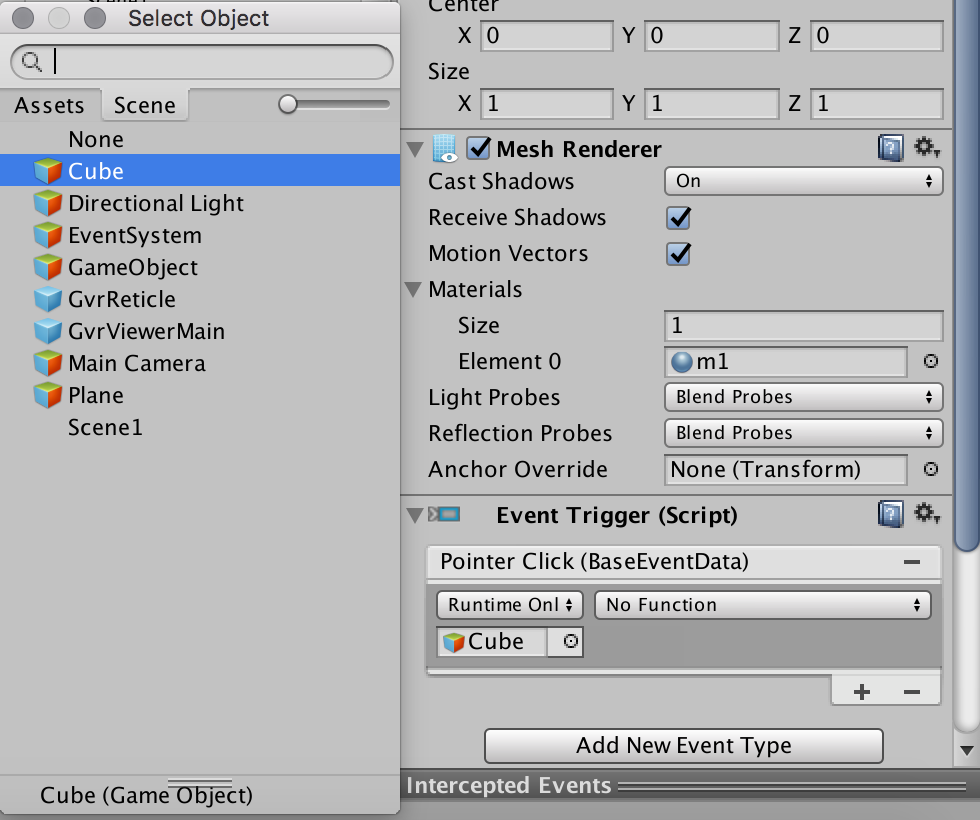 Select Object
Assets Scene
None
Cube
Directional Light
EventSystem
GameObject
GvrReticle
GvrViewerMain
Main Camera
Plane
Scene1
Cube (Game Object)
Center
X 0 Y 0 Z 0
Size
X 1 Y 1 Z 1
Mesh Renderer
Cast Shadows On
Receive Shadows
Motion Vectors
Materials
Size 1
Element 0 m1
Light Probes Blend Probes
Reflection Probes Blend Probes
Anchor Override None (Transform)
Event Trigger (Script)
Pointer Click (BaseEventData)
Runtime Onl No Function
Cube
Add New Event Type
Intercepted Events